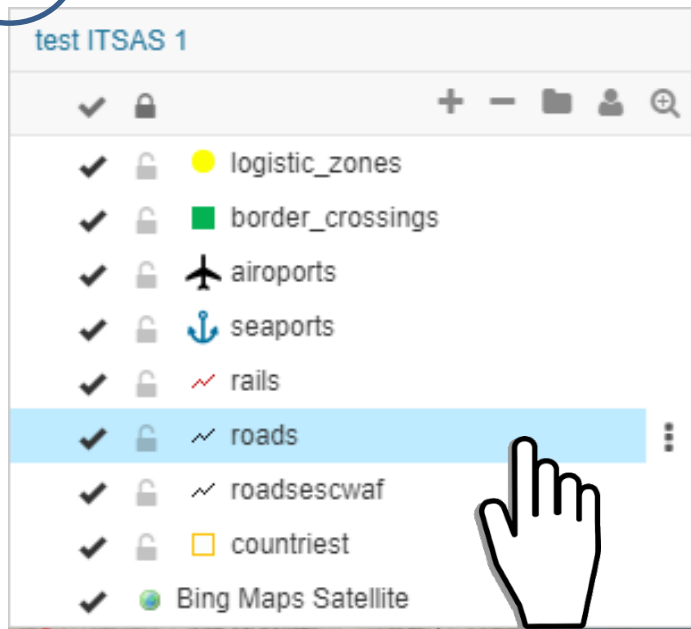 test ITSAS 1
logistic_zones
border_crossings
airoports
seaports
rails
roads
roadsescwaf
countriest
Bing Maps Satellite